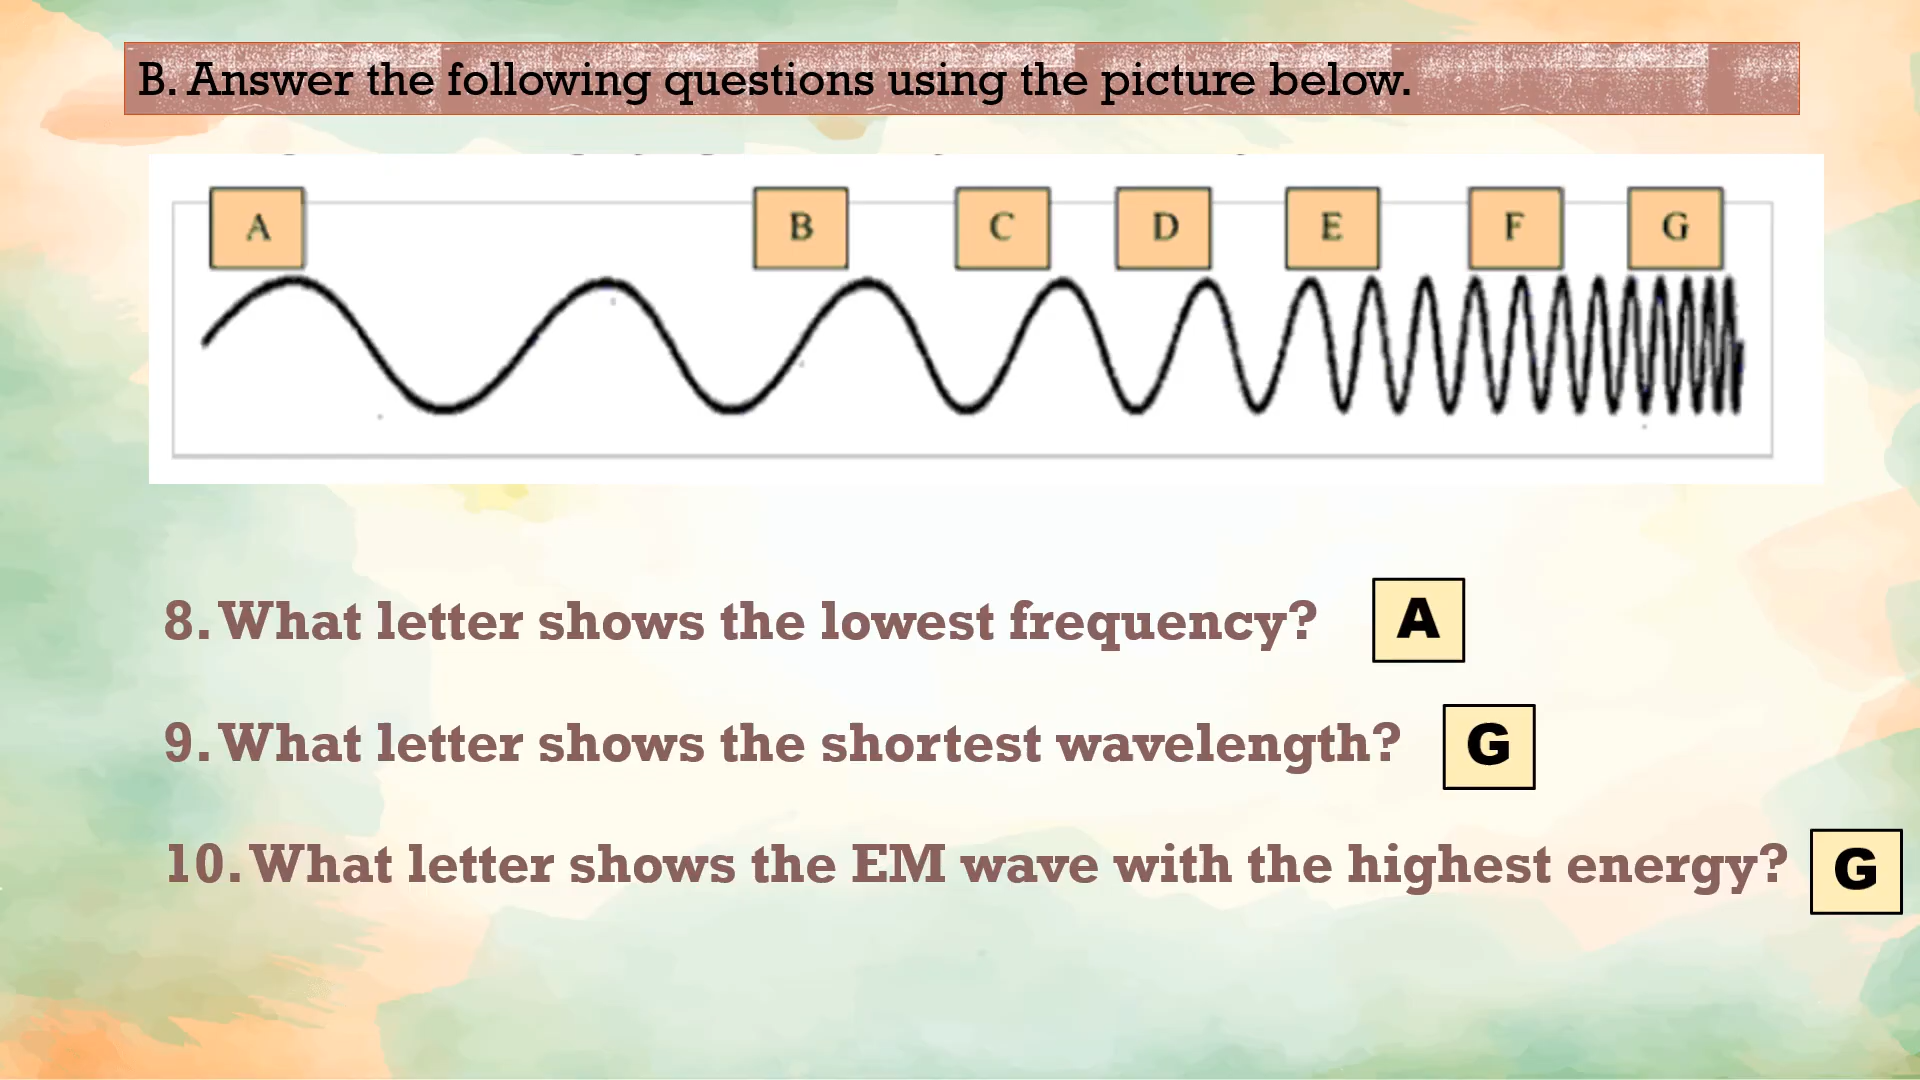 B. Answer the following questions using the picture below.
A B C D E F G
8. What letter shows the lowest frequency? A
9. What letter shows the shortest wavelength? G
10. What letter shows the EM wave with the highest energy? G